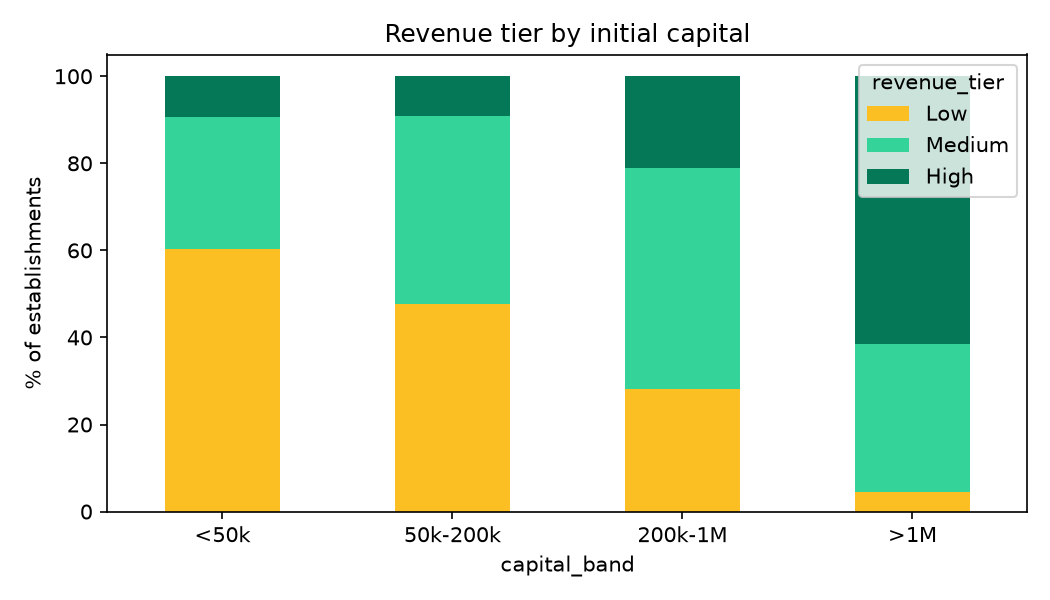 Revenue tier by initial capital
% of establishments
100
80
60
40
20
0
revenue_tier
Low
Medium
High
<50k
50k-200k
200k-1M
>1M
capital_band